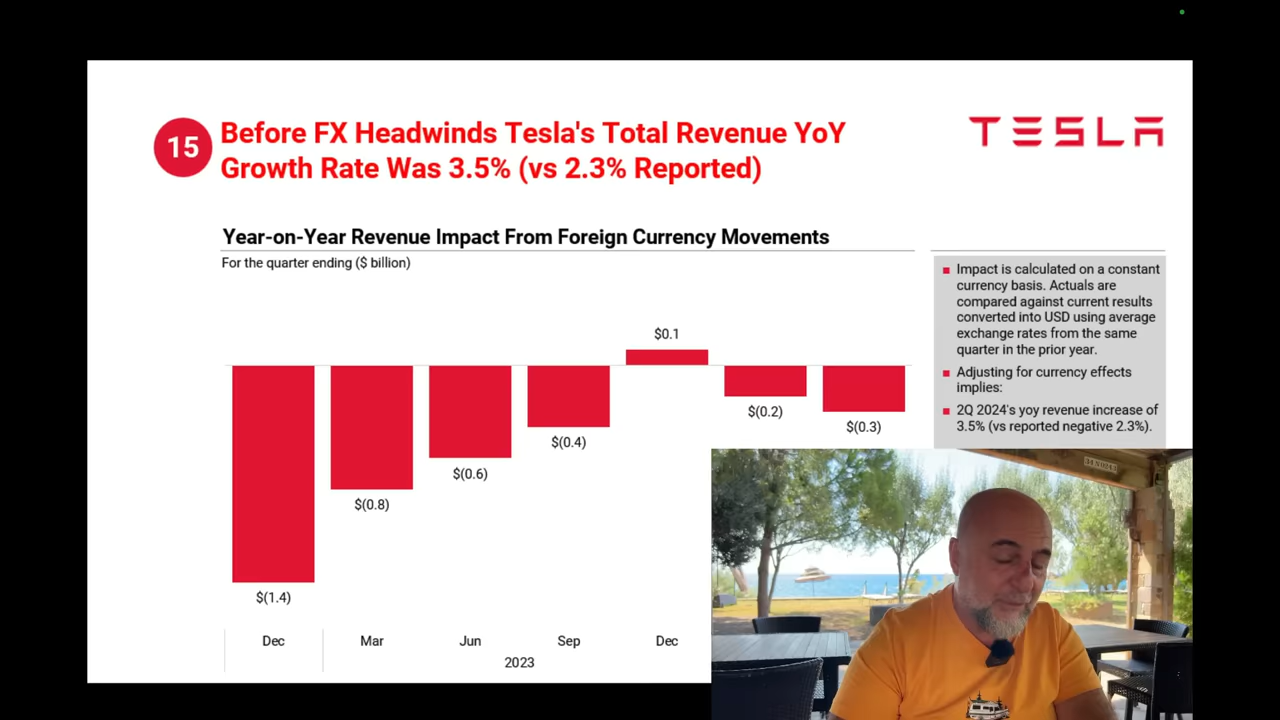 15
Before FX Headwinds Tesla's Total Revenue YoY
Growth Rate Was 3.5% (vs 2.3% Reported)
TESLA
Year-on-Year Revenue Impact From Foreign Currency Movements
For the quarter ending ($ billion)
$0.1
$(0.2)
$(0.3)
$(0.4)
$(0.6)
$(0.8)
$(1.4)
Dec
Mar
Jun
Sep
Dec
2023
Impact is calculated on a constant
currency basis. Actuals are
compared against current results
converted into USD using average
exchange rates from the same
quarter in the prior year.
Adjusting for currency effects
implies:
2Q 2024's yoy revenue increase of
3.5% (vs reported negative 2.3%).